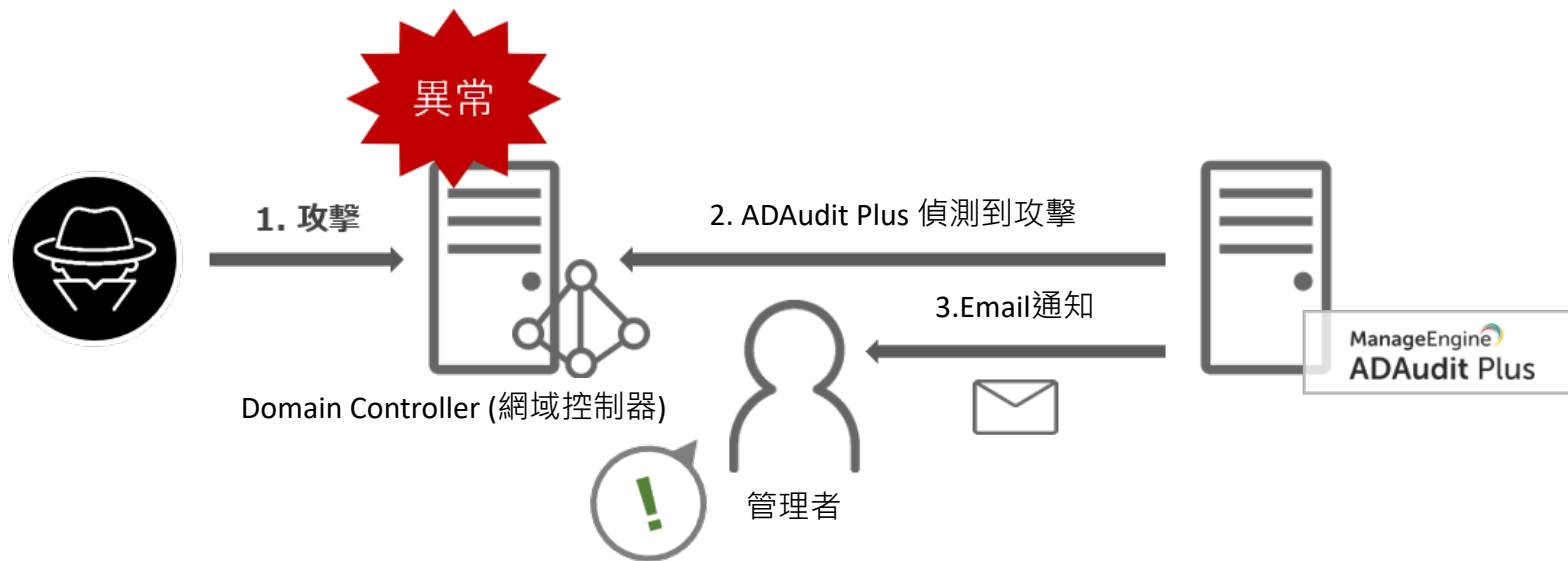 異常
1. 攻擊
2. ADAudit Plus 偵測到攻擊
3.Email通知
ManageEngine
ADAudit Plus
Domain Controller (網域控制器)
!
管理者